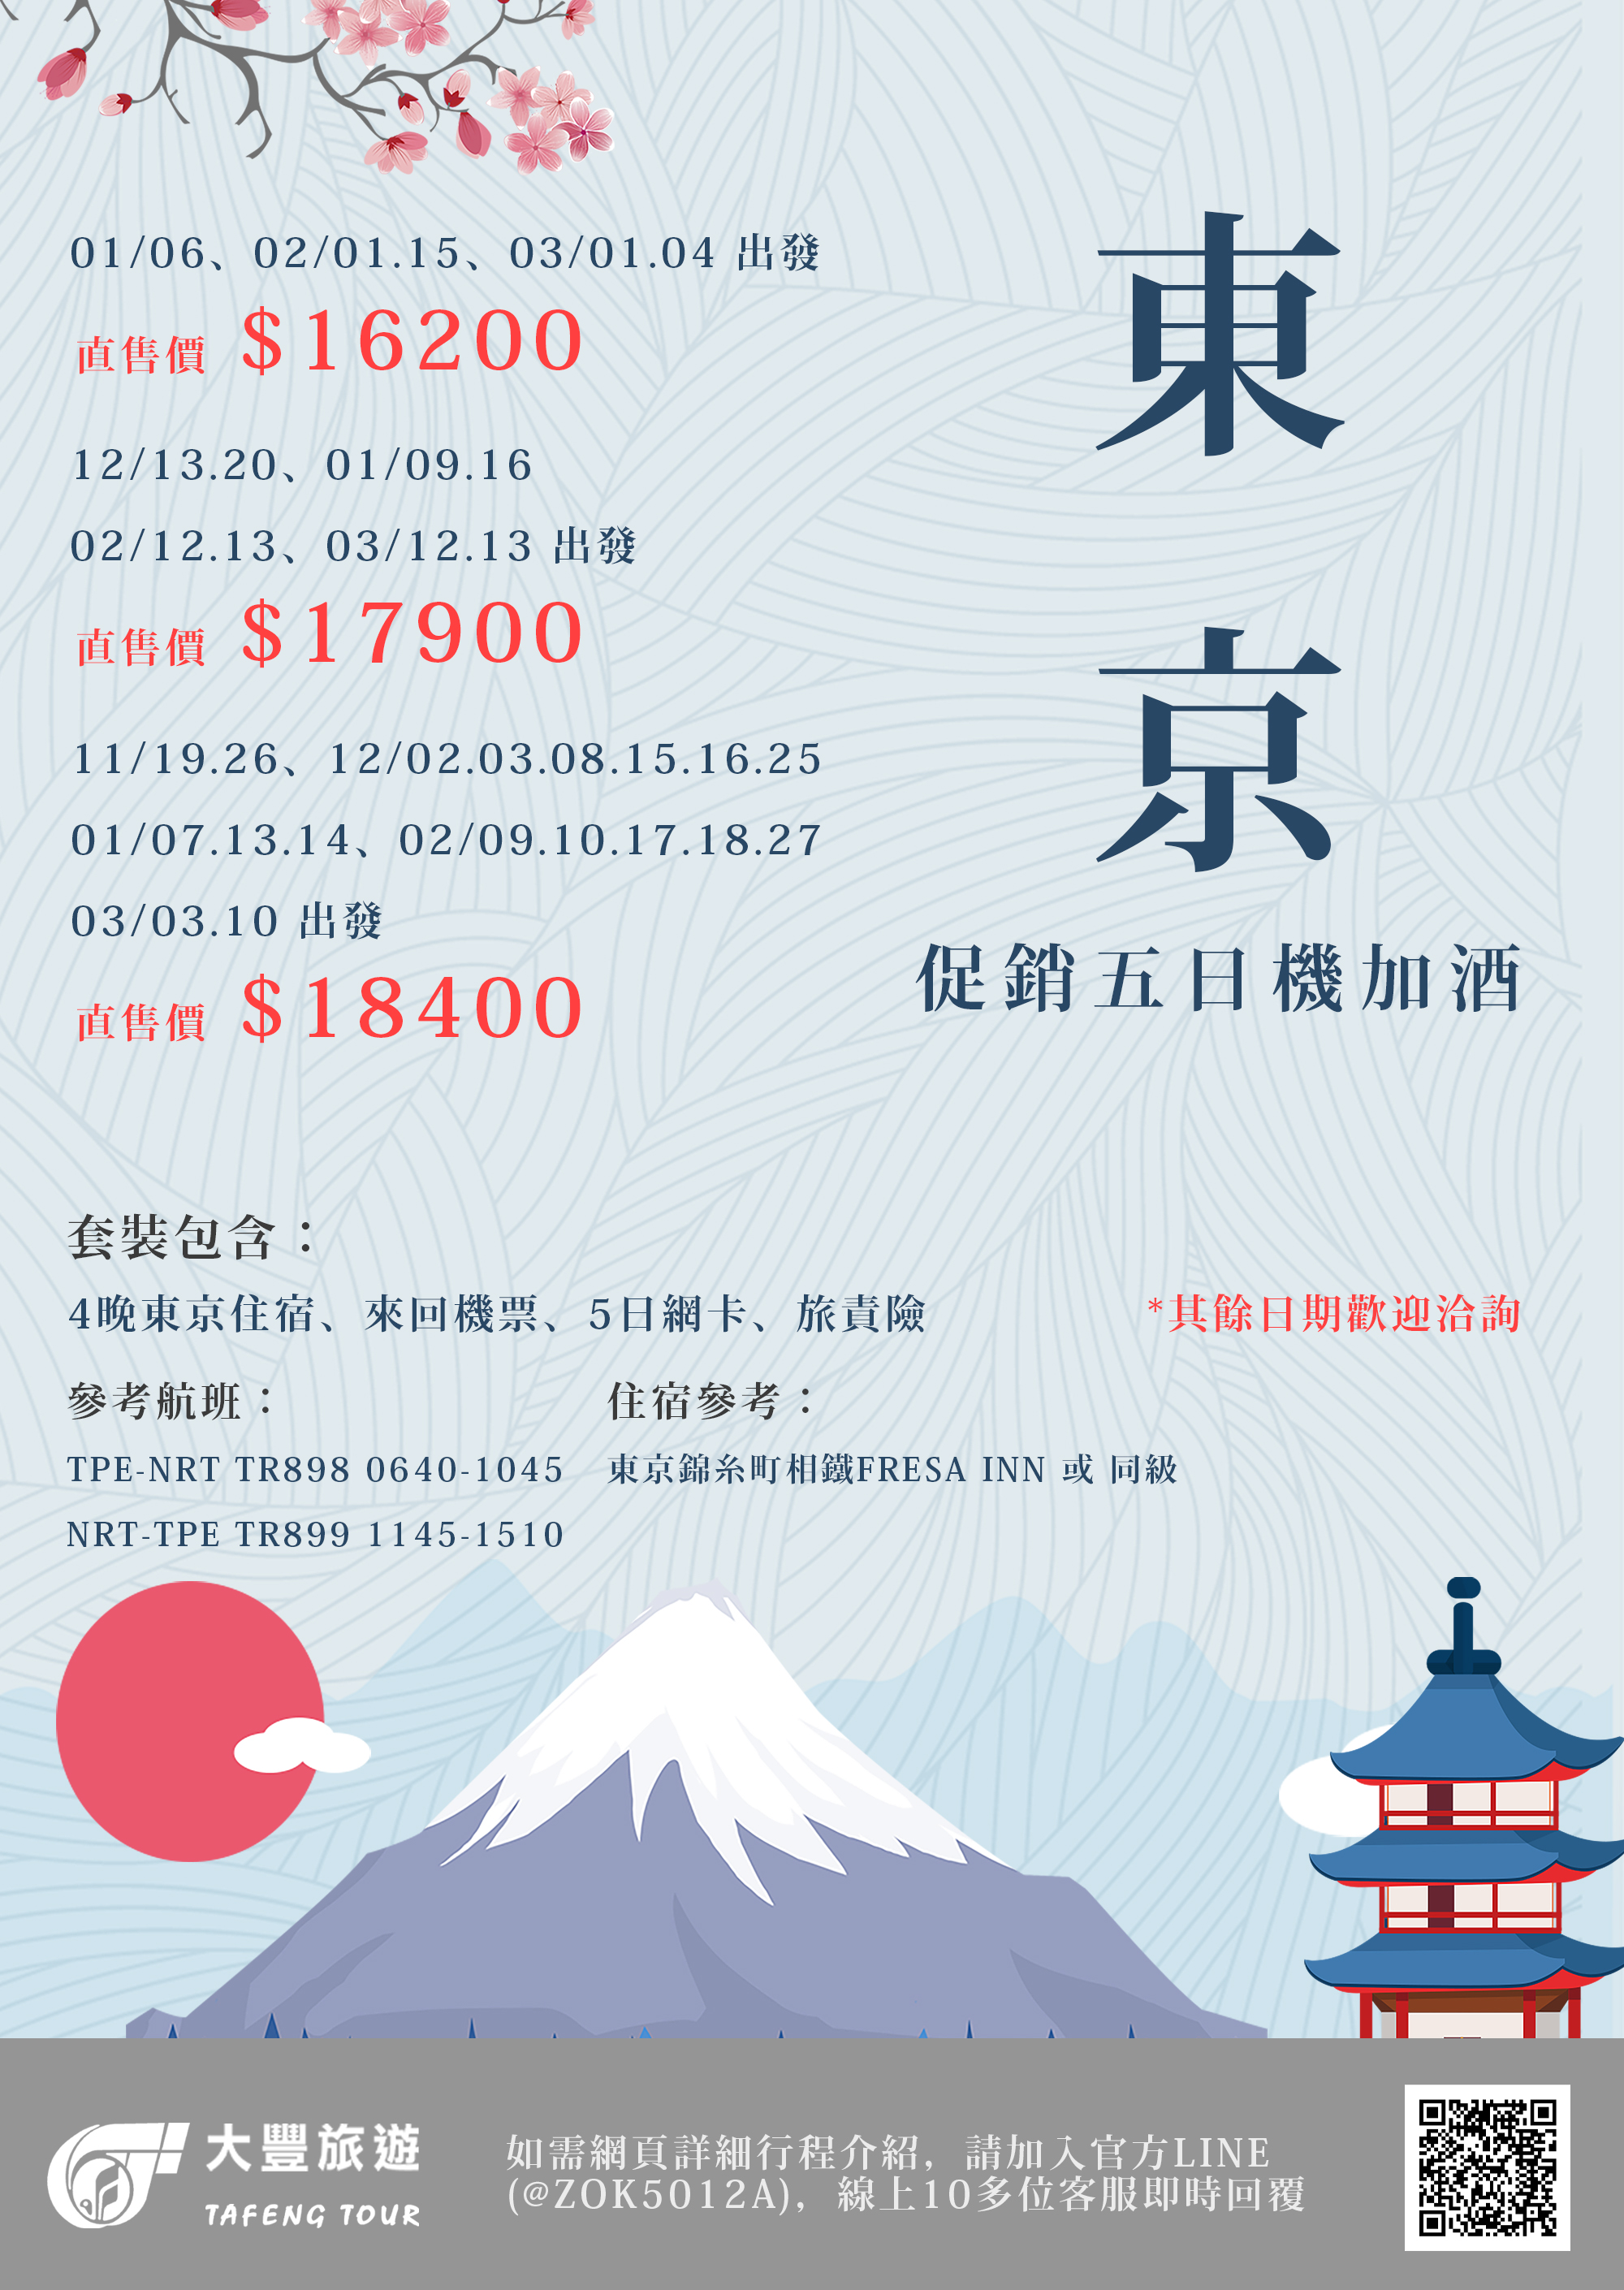 01/06、02/01.15、03/01.04 出發
直售價 $16200
12/13.20、01/09.16
02/12.13、03/12.13 出發
直售價 $17900
11/19.26、12/02.03.08.15.16.25
01/07.13.14、02/09.10.17.18.27
03/03.10 出發
直售價 $18400
東
京
促銷五日機加酒
套裝包含：
4晚東京住宿、來回機票、5日網卡、旅責險
*其餘日期歡迎洽詢
參考航班：
TPE-NRT TR898 0640-1045
NRT-TPE TR899 1145-1510
住宿參考：
東京錦糸町相鐵FRESA INN 或 同級
大豐旅遊
TAFENG TOUR
如需網頁詳細行程介紹，請加入官方LINE
(@ZOK5012A)，線上10多位客服即時回覆